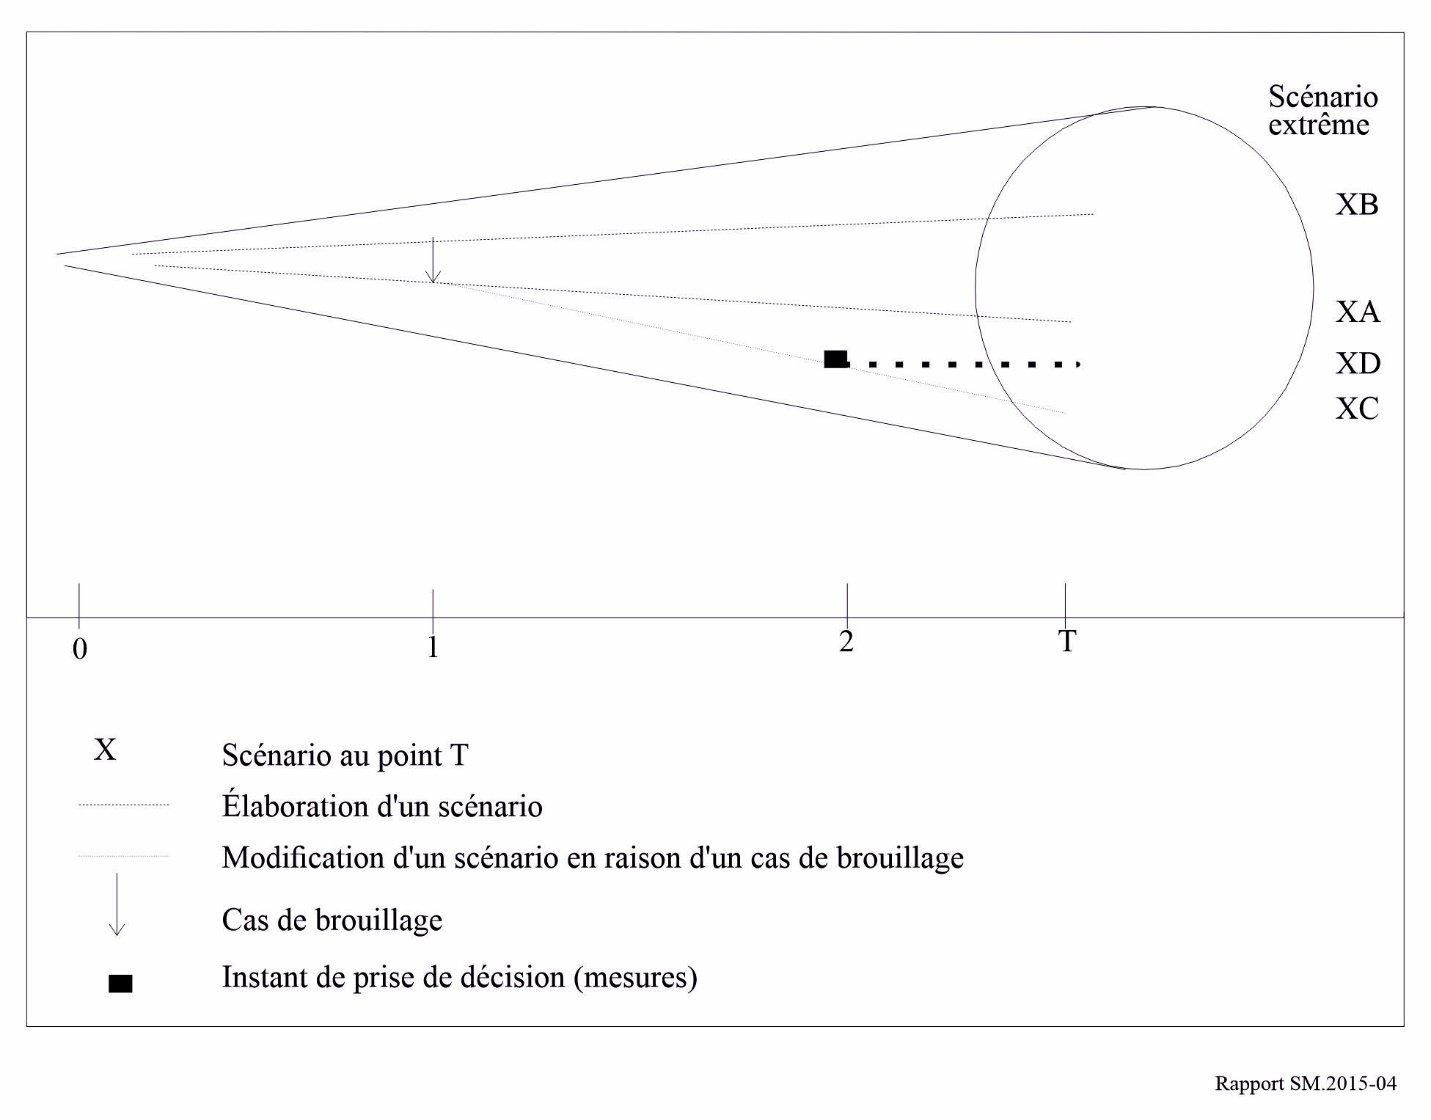 Scénario
extrême
XB
XA
XD
XC
0 1 2 T
X Scénario au point T
Élaboration d'un scénario
Modification d'un scénario en raison d'un cas de brouillage
Cas de brouillage
Instant de prise de décision (mesures)
Rapport SM.2015-04